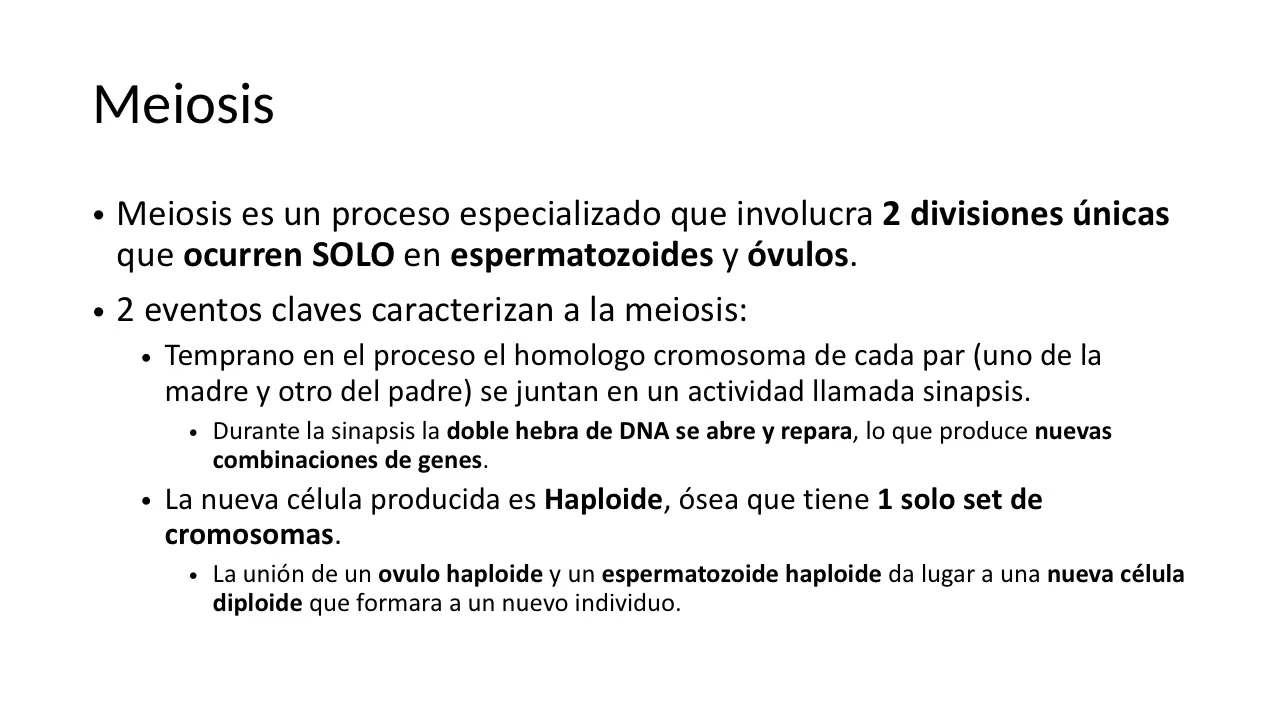 Meiosis
• Meiosis es un proceso especializado que involucra 2 divisiones únicas
que ocurren SOLO en espermatozoides y óvulos.
• 2 eventos claves caracterizan a la meiosis:
• Temprano en el proceso el homologo cromosoma de cada par (uno de la
madre y otro del padre) se juntan en un actividad llamada sinapsis.
• Durante la sinapsis la doble hebra de DNA se abre y repara, lo que produce nuevas
combinaciones de genes.
• La nueva célula producida es Haploide, ósea que tiene 1 solo set de
cromosomas.
• La unión de un ovulo haploide y un espermatozoide haploide da lugar a una nueva célula
diploide que formara a un nuevo individuo.